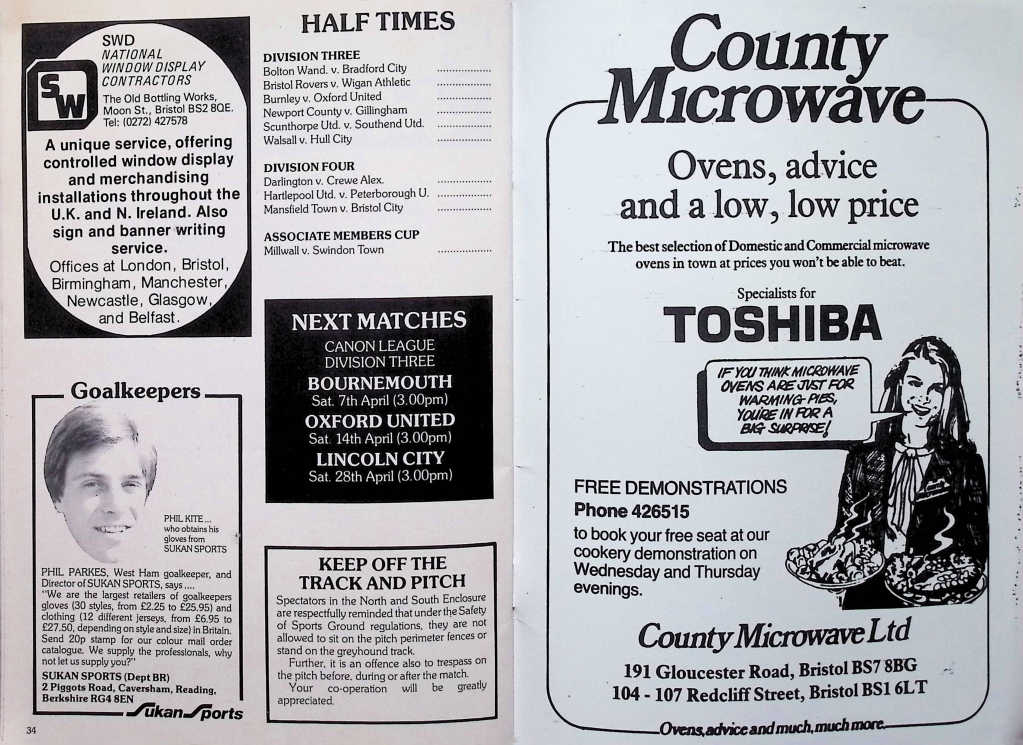 SWD
NATIONAL
WINDOW DISPLAY
CONTRACTORS
SW
The Old Bottling Works,
Moon St., Bristol BS2 8QE.
Tel: (0272) 427578
A unique service, offering
controlled window display
and merchandising
installations throughout the
U.K. and N. Ireland. Also
sign and banner writing
service.
Offices at London, Bristol,
Birmingham, Manchester,
Newcastle, Glasgow,
and Belfast.
Goalkeepers
PHIL KITE ...
who obtains his
gloves from
SUKAN SPORTS
PHIL PARKES, West Ham goalkeeper, and
Director of SUKAN SPORTS, says ....
"We are the largest retailers of goalkeepers
gloves (30 styles, from £2.25 to £25.95) and
clothing (12 different jerseys, from £6.95 to
£27.50, depending on style and size) in Britain.
Send 20p stamp for our colour mail order
catalogue. We supply the professionals, why
not let us supply you?"
SUKAN SPORTS (Dept BR)
2 Piggots Road, Caversham, Reading,
Berkshire RG4 8EN
Sukan Sports
34
HALF TIMES
DIVISION THREE
Bolton Wand. v. Bradford City ...................
Bristol Rovers v. Wigan Athletic ...................
Burnley v. Oxford United ...................
Newport County v. Gillingham ...................
Scunthorpe Utd. v. Southend Utd. ...................
Walsall v. Hull City ...................
DIVISION FOUR
Darlington v. Crewe Alex. ...................
Hartlepool Utd. v. Peterborough U. ...................
Mansfield Town v. Bristol City ...................
ASSOCIATE MEMBERS CUP
Millwall v. Swindon Town ...................
NEXT MATCHES
CANON LEAGUE
DIVISION THREE
BOURNEMOUTH
Sat. 7th April (3.00pm)
OXFORD UNITED
Sat. 14th April (3.00pm)
LINCOLN CITY
Sat. 28th April (3.00pm)
KEEP OFF THE
TRACK AND PITCH
Spectators in the North and South Enclosure
are respectfully reminded that under the Safety
of Sports Ground regulations, they are not
allowed to sit on the pitch perimeter fences or
stand on the greyhound track.
Further, it is an offence also to trespass on
the pitch before, during or after the match.
Your co-operation will be greatly
appreciated.
County
Microwave
Ovens, advice
and a low, low price
The best selection of Domestic and Commercial microwave
ovens in town at prices you won't be able to beat.
Specialists for
TOSHIBA
IF YOU THINK MICROWAVE
OVENS ARE JUST FOR
WARMING PIES,
YOU'RE IN FOR A
BIG SURPRISE!
FREE DEMONSTRATIONS
Phone 426515
to book your free seat at our
cookery demonstration on
Wednesday and Thursday
evenings.
County Microwave Ltd
191 Gloucester Road, Bristol BS7 8BG
104 - 107 Redcliff Street, Bristol BS1 6LT
Ovens, advice and much, much more.